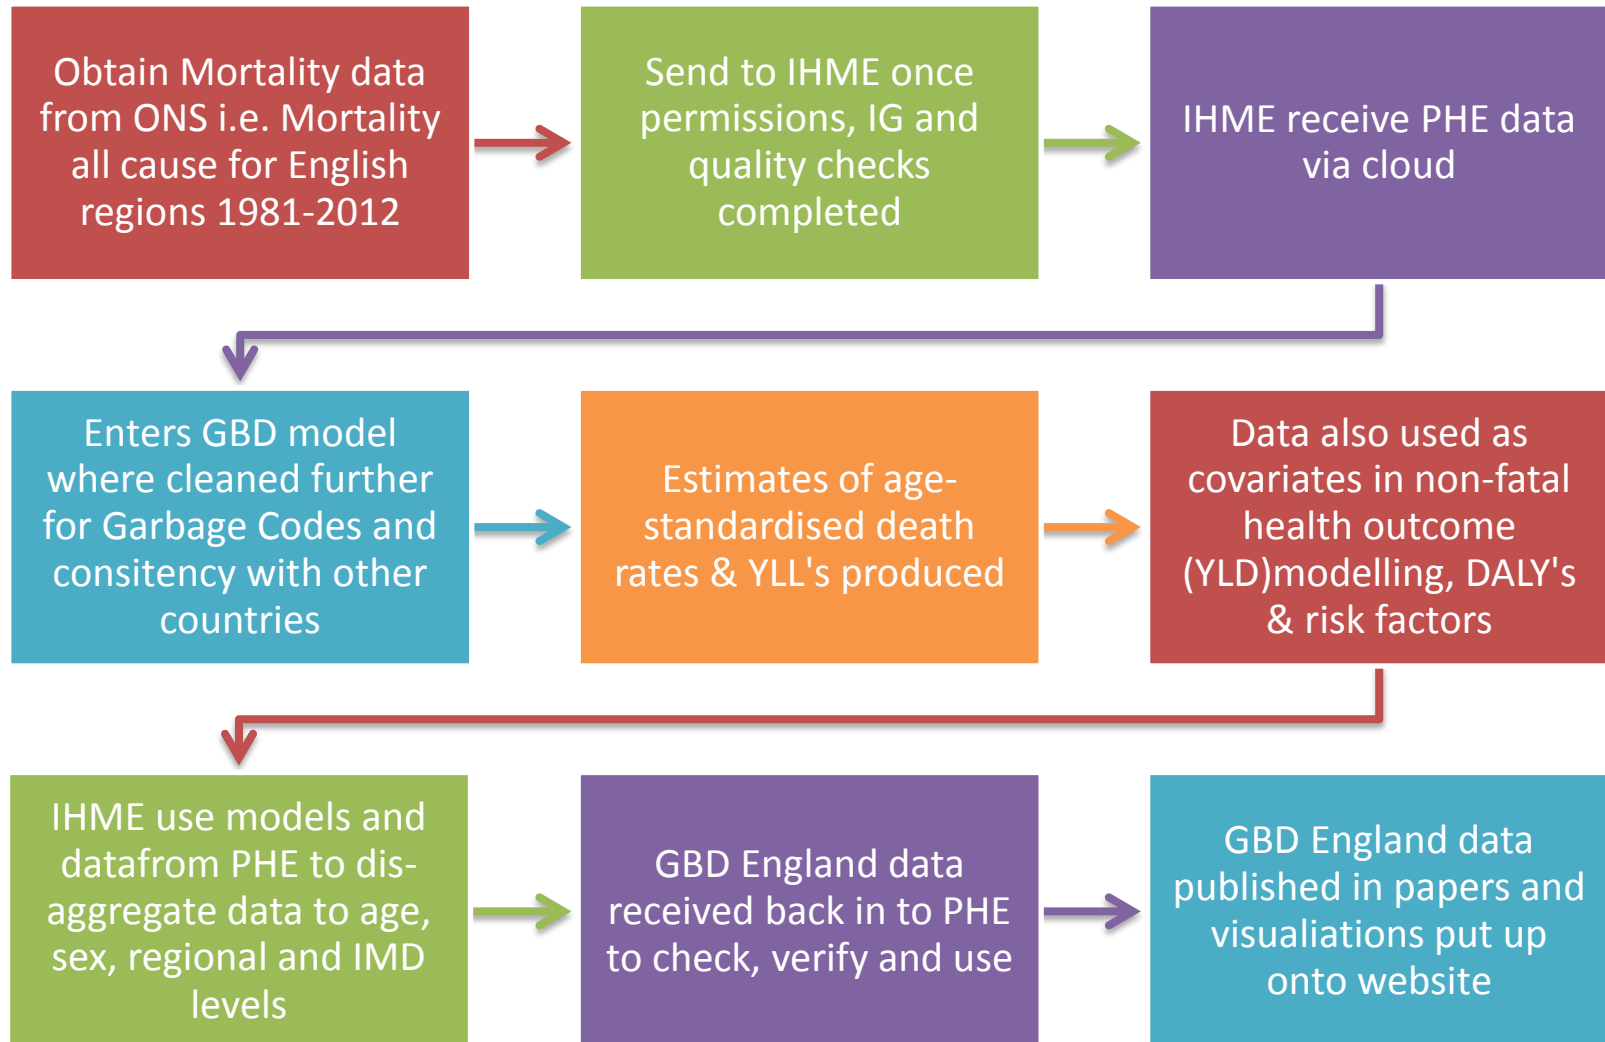 Obtain Mortality data
from ONS i.e. Mortality
all cause for English
regions 1981-2012
Send to IHME once
permissions, IG and
quality checks
completed
IHME receive PHE data
via cloud
Enters GBD model
where cleaned further
for Garbage Codes and
consitency with other
countries
Estimates of age-
standardised death
rates & YLL's produced
Data also used as
covariates in non-fatal
health outcome
(YLD)modelling, DALY's
& risk factors
IHME use models and
datafrom PHE to dis-
aggregate data to age,
sex, regional and IMD
levels
GBD England data
received back in to PHE
to check, verify and use
GBD England data
published in papers and
visualiations put up
onto website